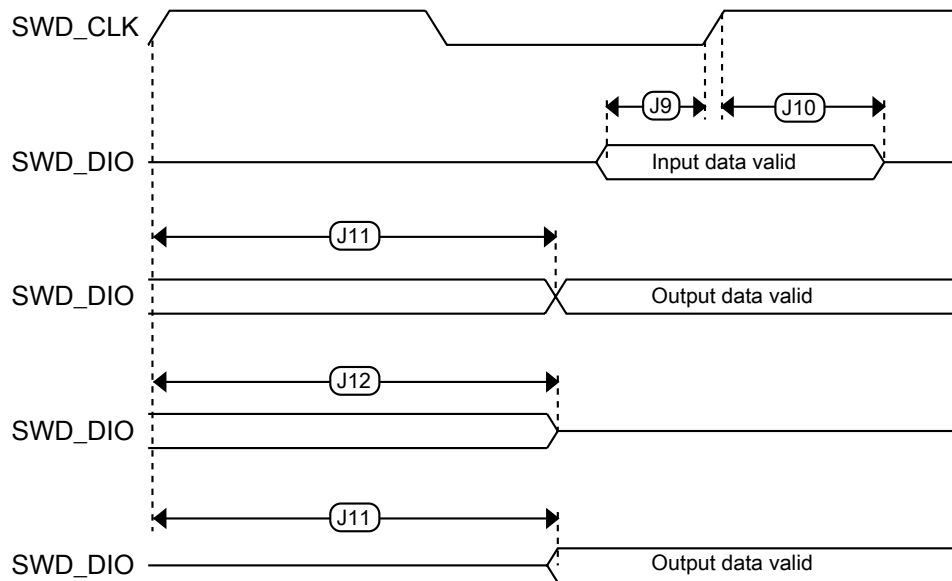 SWD_CLK
J9
J10
SWD_DIO
Input data valid
J11
SWD_DIO
Output data valid
J12
SWD_DIO
J11
SWD_DIO
Output data valid